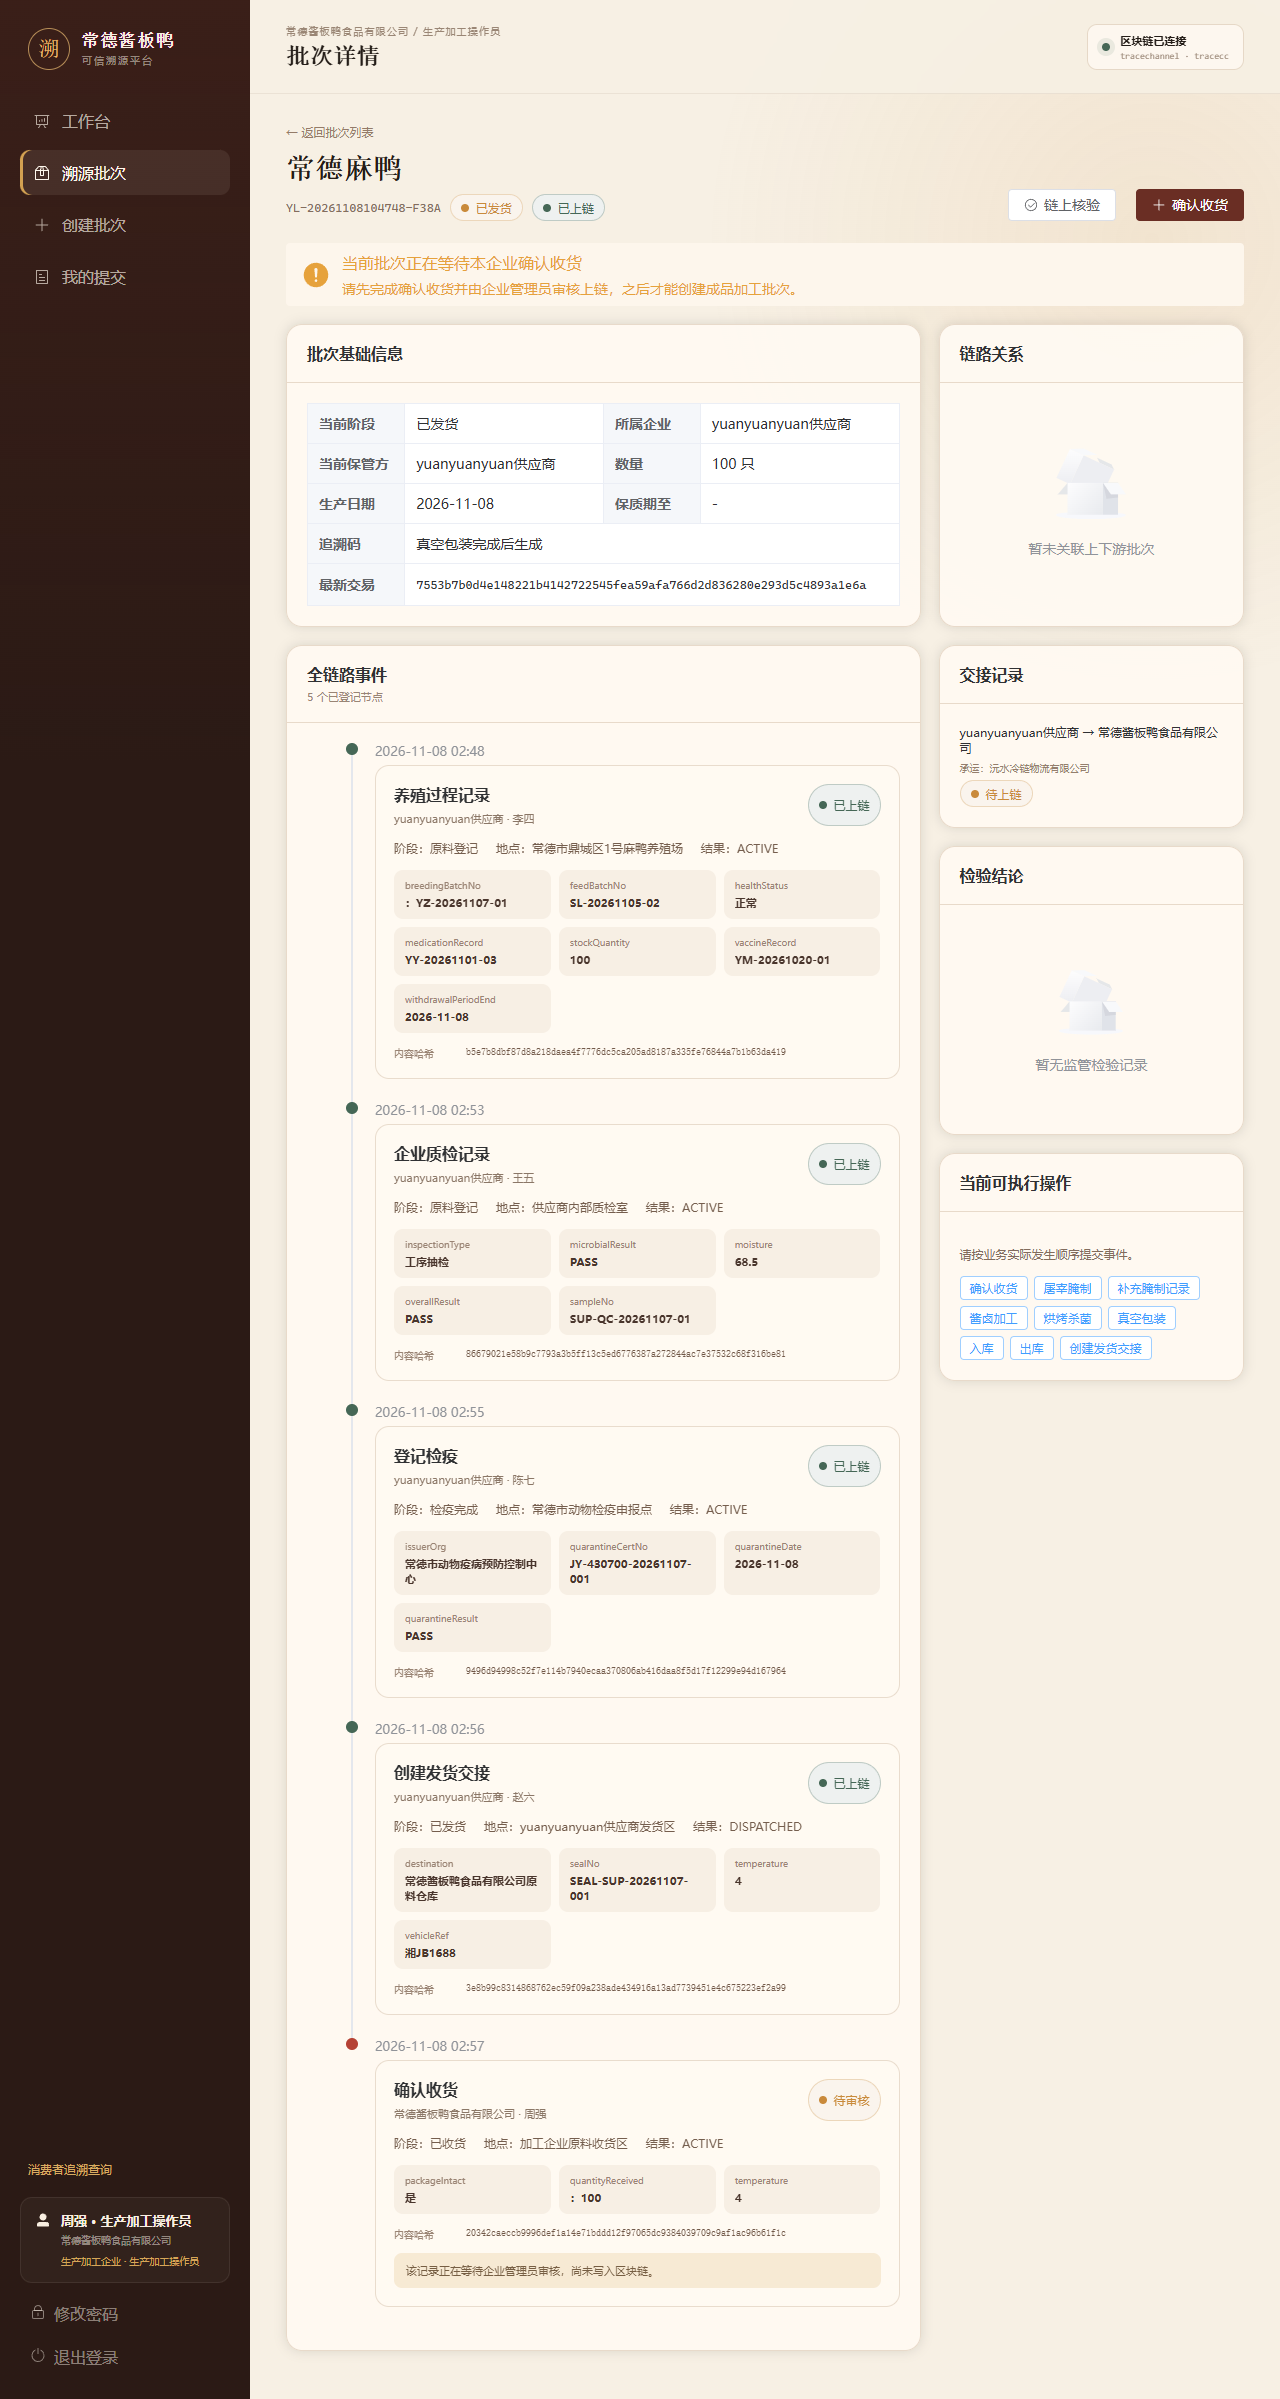 溯
常德酱板鸭
可信溯源平台
工作台
溯源批次
创建批次
我的提交
消费者追溯查询
周强 • 生产加工操作员
常德酱板鸭食品有限公司
生产加工企业 · 生产加工操作员
修改密码
退出登录
常德酱板鸭食品有限公司 / 生产加工操作员
批次详情
区块链已连接
tracechannel · tracecc
← 返回批次列表
常德麻鸭
YL-20261108104748-F38A
已发货
已上链
链上核验
确认收货
当前批次正在等待本企业确认收货
请先完成确认收货并由企业管理员审核上链，之后才能创建成品加工批次。
批次基础信息
当前阶段 已发货 所属企业 yuanyuanyuan供应商
当前保管方 yuanyuanyuan供应商 数量 100 只
生产日期 2026-11-08 保质期至 -
追溯码 真空包装完成后生成
最新交易 7553b7b0d4e148221b4142722545fea59afa766d2d836280e293d5c4893a1e6a
链路关系
暂未关联上下游批次
全链路事件
5 个已登记节点
2026-11-08 02:48
养殖过程记录
已上链
yuanyuanyuan供应商 · 李四
阶段：原料登记 地点：常德市鼎城区1号麻鸭养殖场 结果：ACTIVE
breedingBatchNo feedBatchNo healthStatus
：YZ-20261107-01 SL-20261105-02 正常
medicationRecord stockQuantity vaccineRecord
YY-20261101-03 100 YM-20261020-01
withdrawalPeriodEnd
2026-11-08
内容哈希 b5e7b8dbf87d8a218daea4f7776dc5ca205ad8187a335fe76844a7b1b63da419
2026-11-08 02:53
企业质检记录
已上链
yuanyuanyuan供应商 · 王五
阶段：原料登记 地点：供应商内部质检室 结果：ACTIVE
inspectionType microbialResult moisture
工序抽检 PASS 68.5
overallResult sampleNo
PASS SUP-QC-20261107-01
内容哈希 86679021e58b9c7793a3b5ff13c5ed6776387a272844ac7e37532c68f316be81
2026-11-08 02:55
登记检疫
已上链
yuanyuanyuan供应商 · 陈七
阶段：检疫完成 地点：常德市动物检疫申报点 结果：ACTIVE
issuerOrg quarantineCertNo quarantineDate
常德市动物疫病预防控制中心 JY-430700-20261107-001 2026-11-08
quarantineResult
PASS
内容哈希 9496d94998c52f7e114b7940ecaa370806ab416daa8f5d17f12299e94d167964
2026-11-08 02:56
创建发货交接
已上链
yuanyuanyuan供应商 · 赵六
阶段：已发货 地点：yuanyuanyuan供应商发货区 结果：DISPATCHED
destination sealNo temperature
常德酱板鸭食品有限公司原料仓库 SEAL-SUP-20261107-001 4
vehicleRef
湘JB1688
内容哈希 3e8b99c8314868762ec59f09a238ade434916a13ad7739451e4c675223ef2a99
2026-11-08 02:57
确认收货
待审核
常德酱板鸭食品有限公司 · 周强
阶段：已收货 地点：加工企业原料收货区 结果：ACTIVE
packageIntact quantityReceived temperature
是 ：100 4
内容哈希 20342caeccb9996def1a14e71bddd12f97065dc9384039709c9af1ac96b61f1c
该记录正在等待企业管理员审核，尚未写入区块链。
交接记录
yuanyuanyuan供应商 → 常德酱板鸭食品有限公
司
承运：沅水冷链物流有限公司
待上链
检验结论
暂无监管检验记录
当前可执行操作
请按业务实际发生顺序提交事件。
确认收货 屠宰腌制 补充腌制记录
酱卤加工 烘烤杀菌 真空包装
入库 出库 创建发货交接